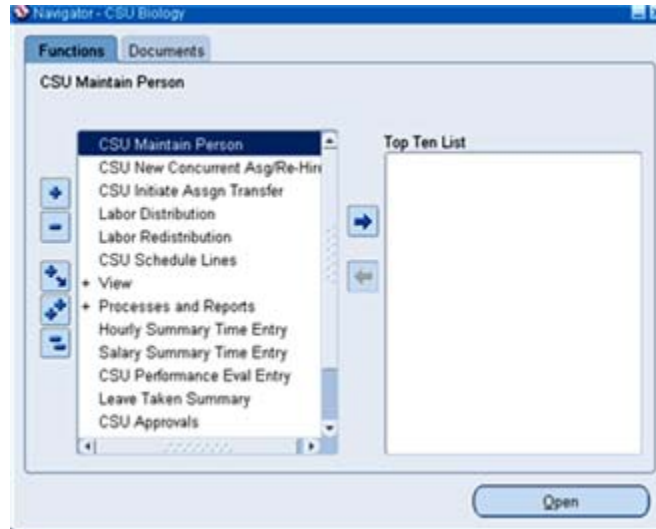 Navigator - CSU Biology
Functions Documents
CSU Maintain Person
Top Ten List
CSU Maintain Person
CSU New Concurrent Asg/Re-Hir
CSU Initiate Assgn Transfer
Labor Distribution
Labor Redistribution
CSU Schedule Lines
+ View
+ Processes and Reports
Hourly Summary Time Entry
Salary Summary Time Entry
CSU Performance Eval Entry
Leave Taken Summary
CSU Approvals
Open